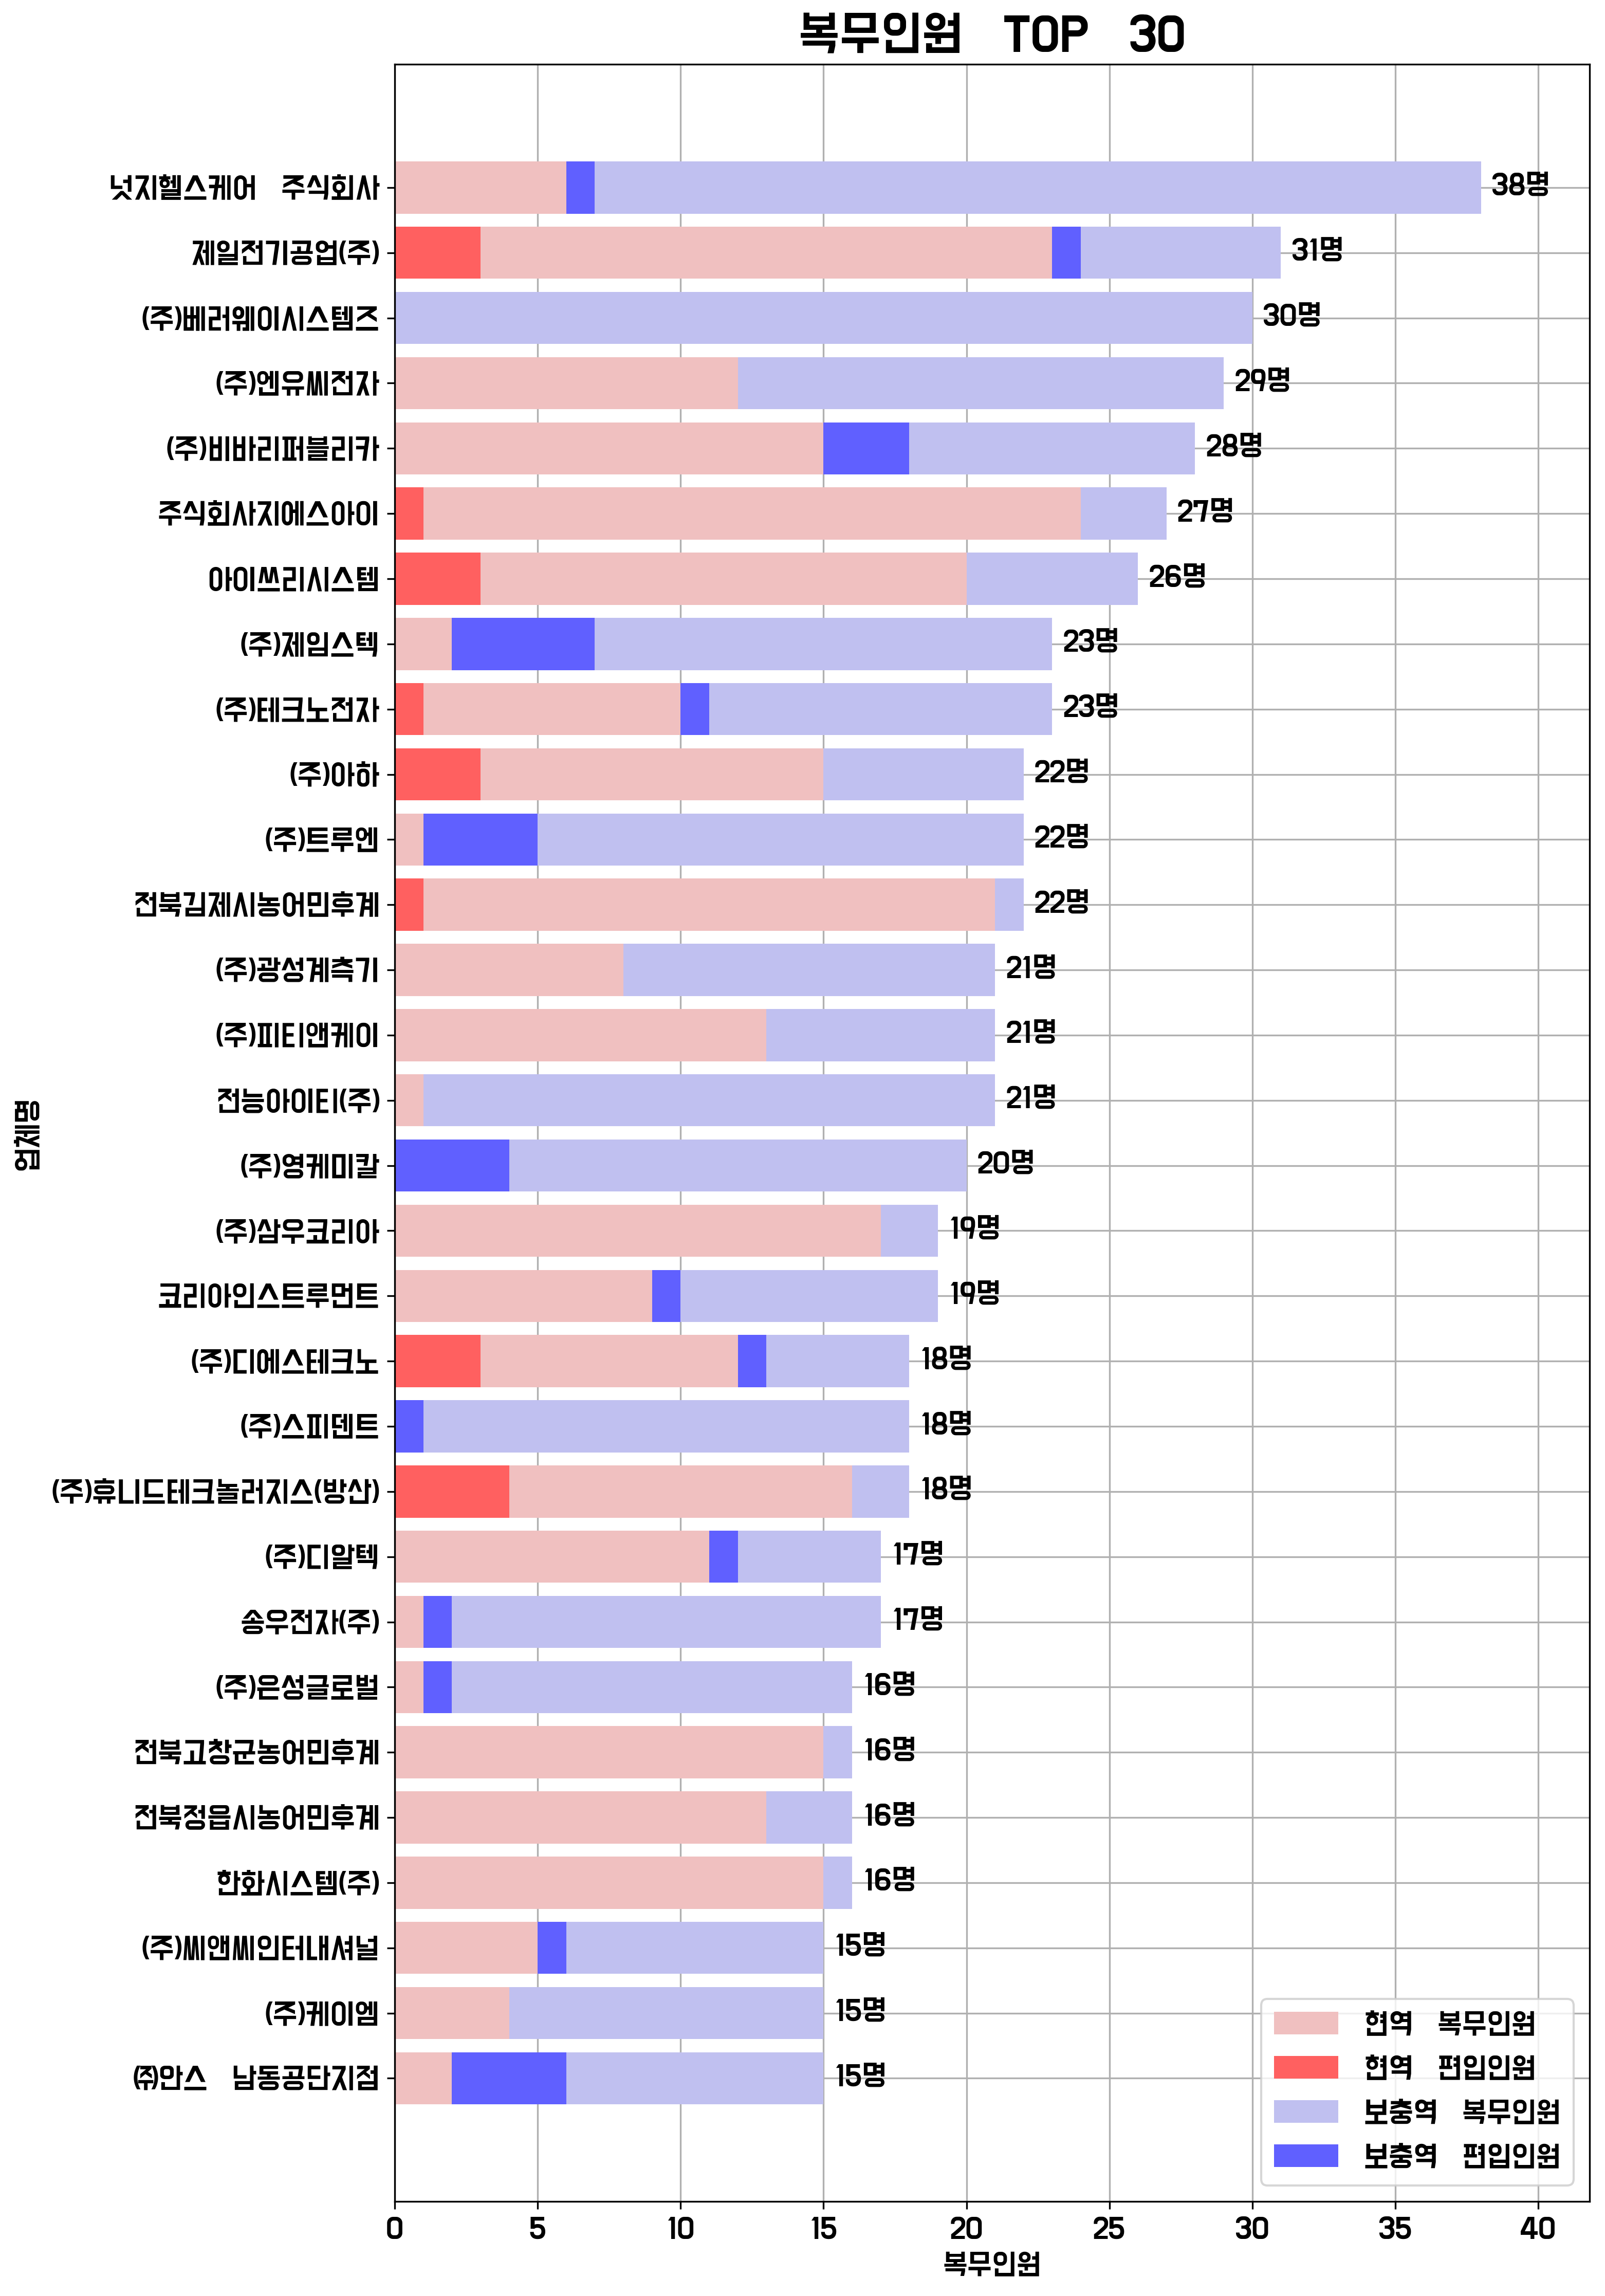 복무인원 TOP 30
넛지헬스케어 주식회사
38명
제일전기공업(주)
31명
(주)베러웨이시스템즈
30명
(주)엔유씨전자
29명
(주)비바리퍼블리카
28명
주식회사지에스아이
27명
아이쓰리시스템
26명
(주)제임스텍
23명
(주)테크노전자
23명
(주)아하
22명
(주)트루엔
22명
전북김제시농어민후계
22명
(주)광성계측기
21명
(주)피티앤케이
21명
전능아이티(주)
21명
(주)영케미칼
20명
(주)삼우코리아
19명
코리아인스트루먼트
19명
(주)디에스테크노
18명
(주)스피덴트
18명
(주)휴니드테크놀러지스(방산)
18명
(주)디알텍
17명
송우전자(주)
17명
(주)은성글로벌
16명
전북고창군농어민후계
16명
전북정읍시농어민후계
16명
한화시스템(주)
16명
(주)씨앤씨인터내셔널
15명
(주)케이엠
15명
㈜안스 남동공단지점
15명
업체명
현역 복무인원
현역 편입인원
보충역 복무인원
보충역 편입인원
0 5 10 15 20 25 30 35 40
복무인원